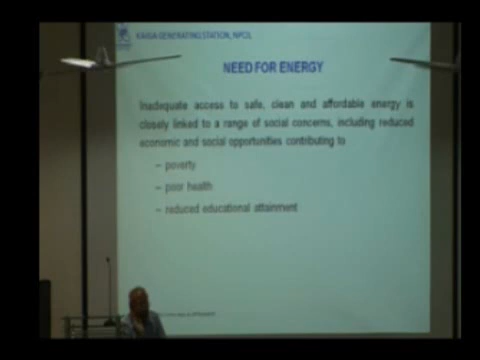 KAIGA GENERATING STATION, NPCIL
NEED FOR ENERGY
Inadequate access to safe, clean and affordable energy is
closely linked to a range of social concerns, including reduced
economic and social opportunities contributing to
– poverty
– poor health
– reduced educational attainment